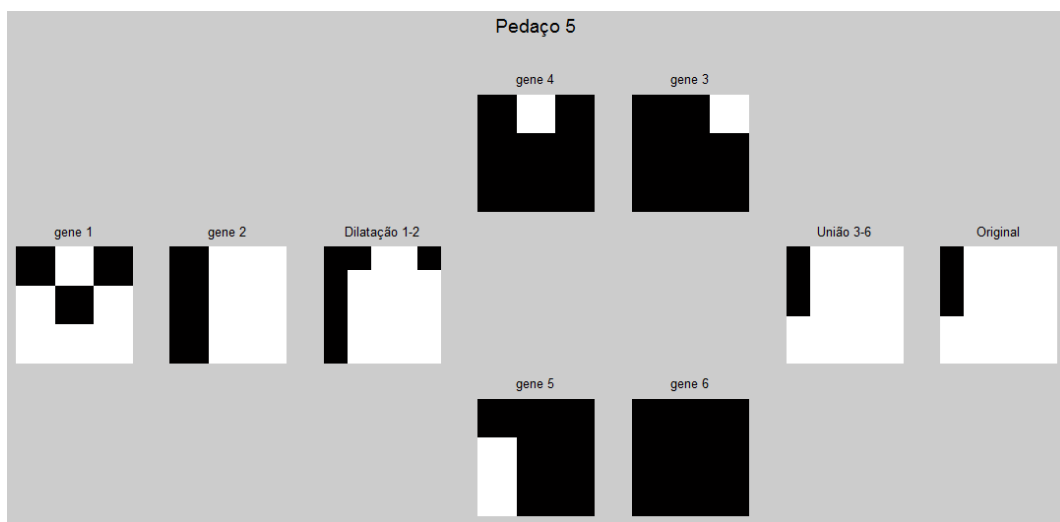 Pedaço 5
gene 4
gene 3
gene 1
gene 2
Dilatação 1-2
União 3-6
Original
gene 5
gene 6